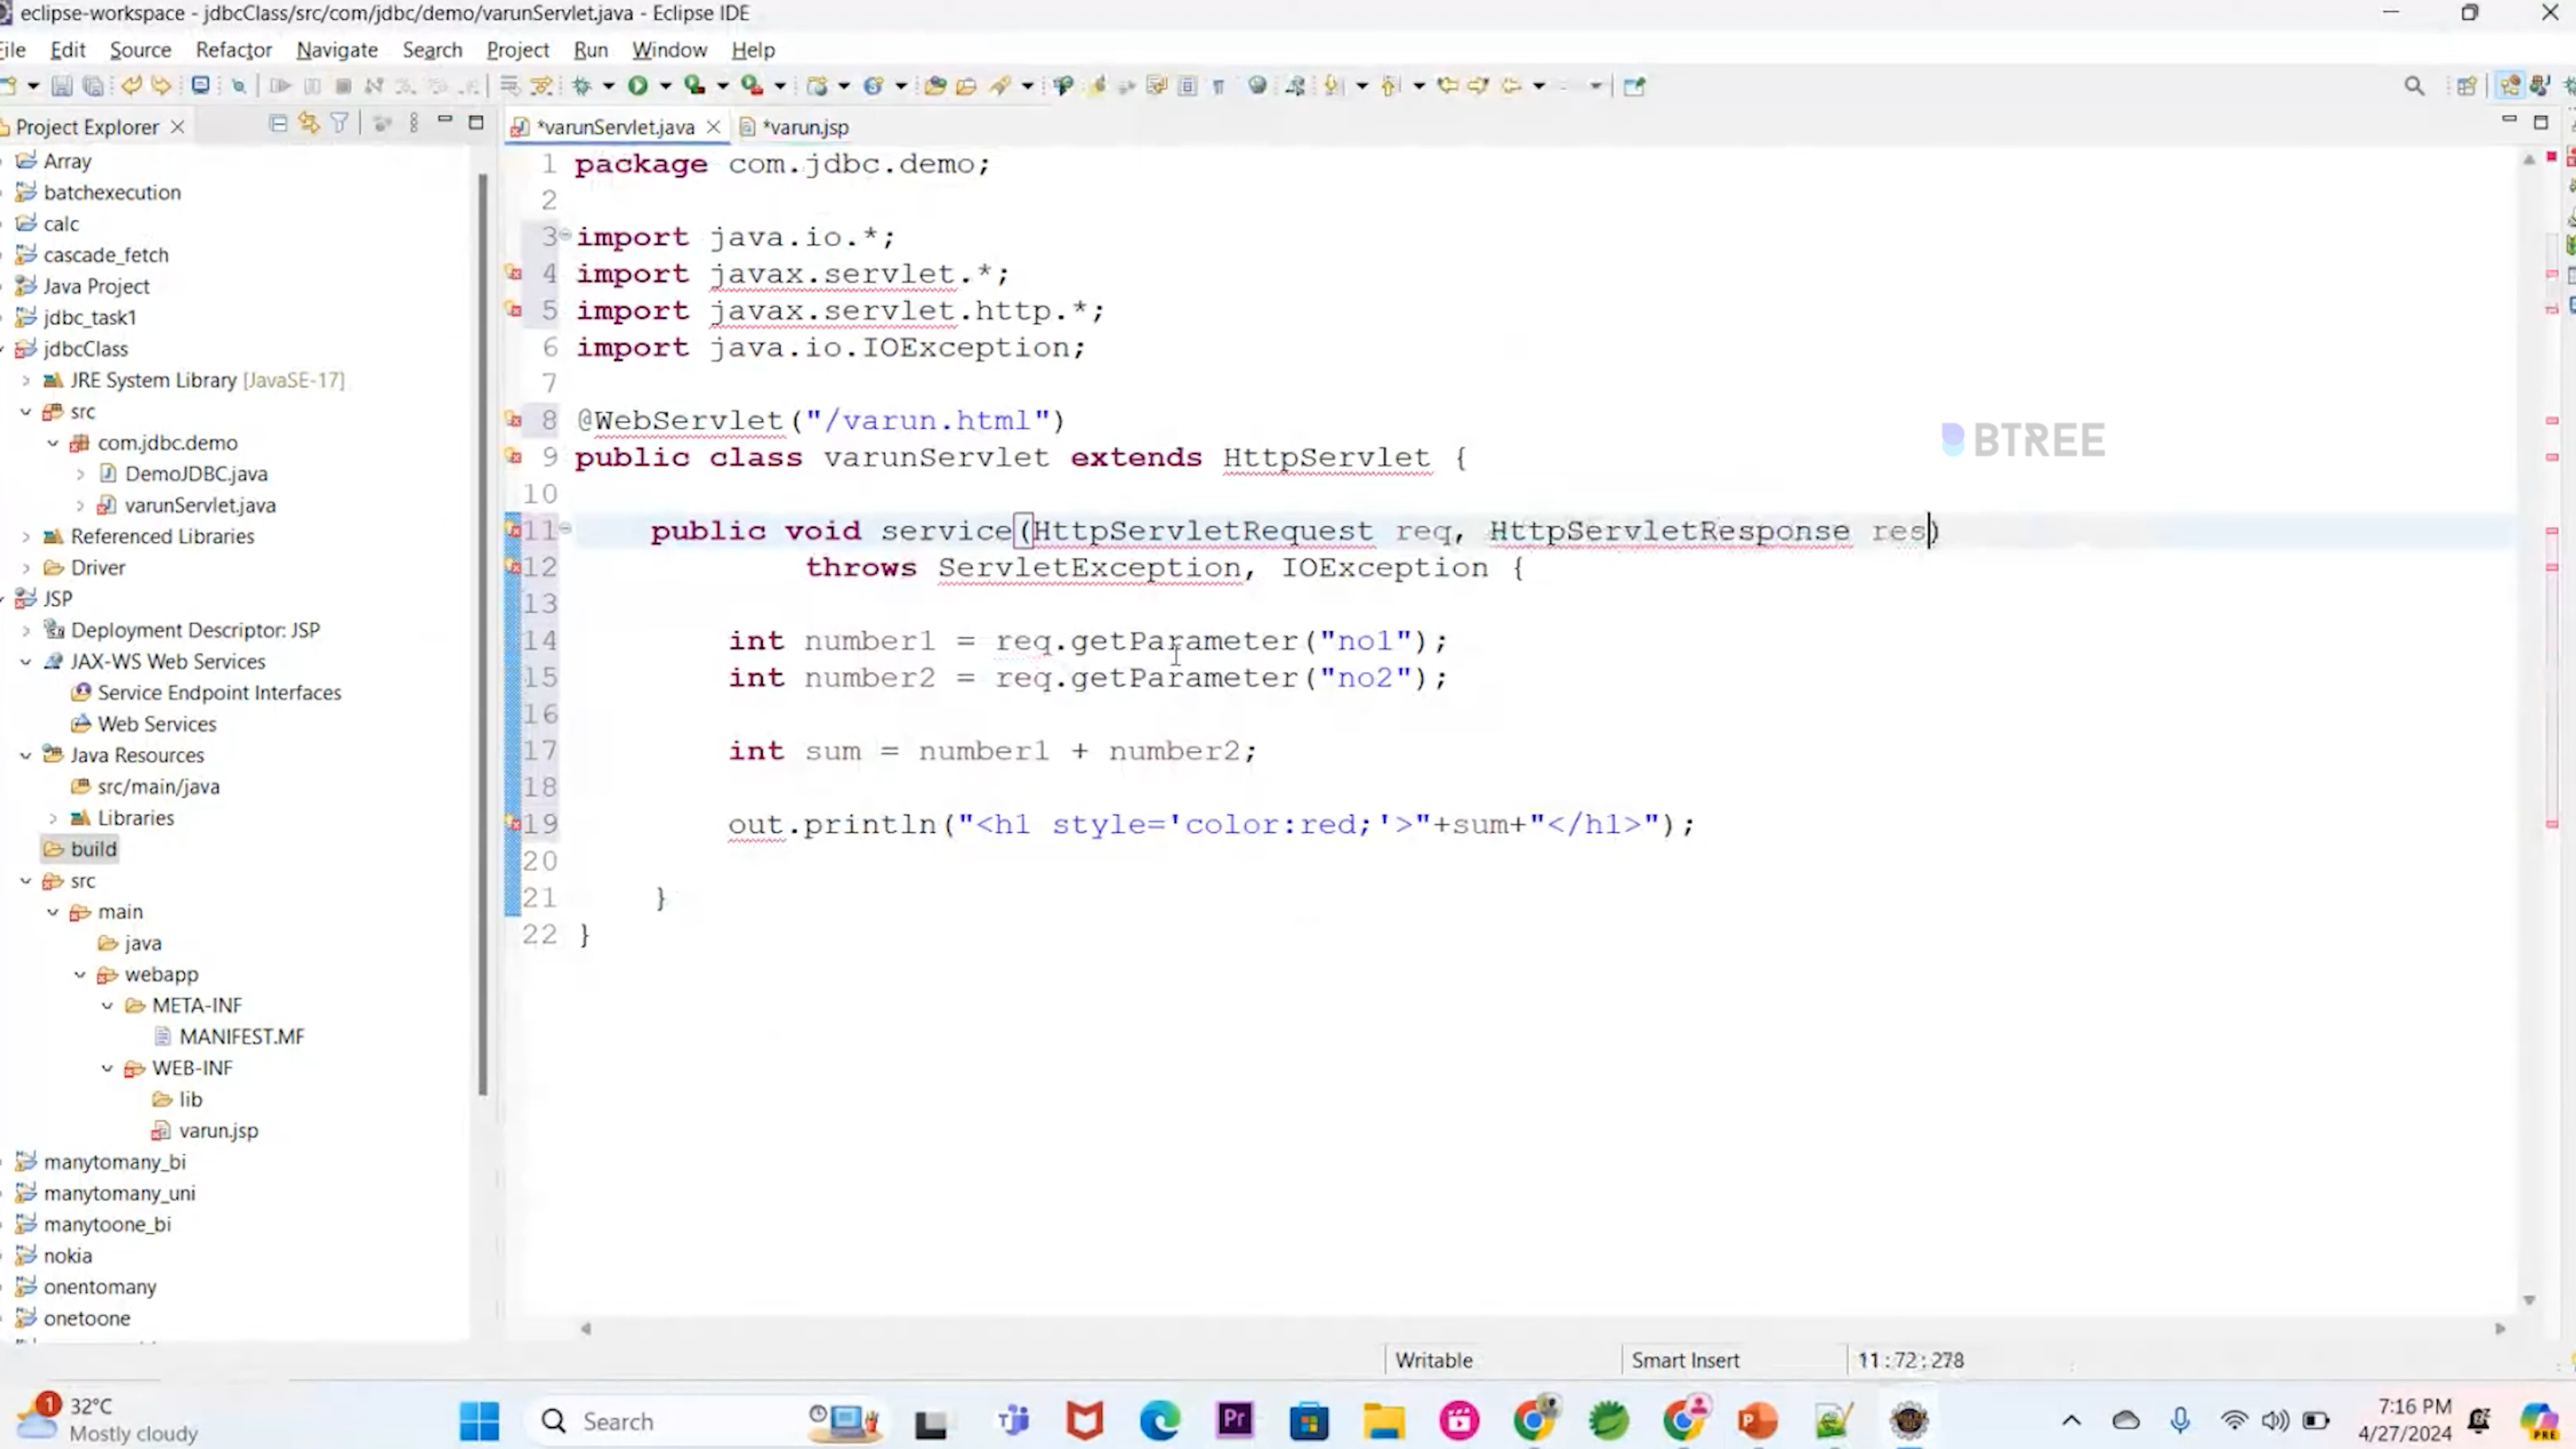 eclipse-workspace - jdbcClass/src/com/jdbc/demo/varunServlet.java - Eclipse IDE
File Edit Source Refactor Navigate Search Project Run Window Help
Project Explorer
*varunServlet.java
*varun.jsp
Array
batchexecution
calc
cascade_fetch
Java Project
jdbc_task1
jdbcClass
JRE System Library [JavaSE-17]
src
com.jdbc.demo
DemoJDBC.java
varunServlet.java
Referenced Libraries
Driver
JSP
Deployment Descriptor: JSP
JAX-WS Web Services
Service Endpoint Interfaces
Web Services
Java Resources
src/main/java
Libraries
build
src
main
java
webapp
META-INF
MANIFEST.MF
WEB-INF
lib
varun.jsp
manytomany_bi
manytomany_uni
manytoone_bi
nokia
onentomany
onetoone
1 package com.jdbc.demo;
2
3 import java.io.*;
4 import javax.servlet.*;
5 import javax.servlet.http.*;
6 import java.io.IOException;
7
8 @WebServlet("/varun.html")
9 public class varunServlet extends HttpServlet {
10
11 public void service(HttpServletRequest req, HttpServletResponse res)
12 throws ServletException, IOException {
13
14 int number1 = req.getParameter("no1");
15 int number2 = req.getParameter("no2");
16
17 int sum = number1 + number2;
18
19 out.println("<h1 style='color:red;'>"+sum+"</h1>");
20
21 }
22 }
BTREE
Writable
Smart Insert
11:72:278
1
32°C
Mostly cloudy
Search
Pr
PRE
7:16 PM
4/27/2024